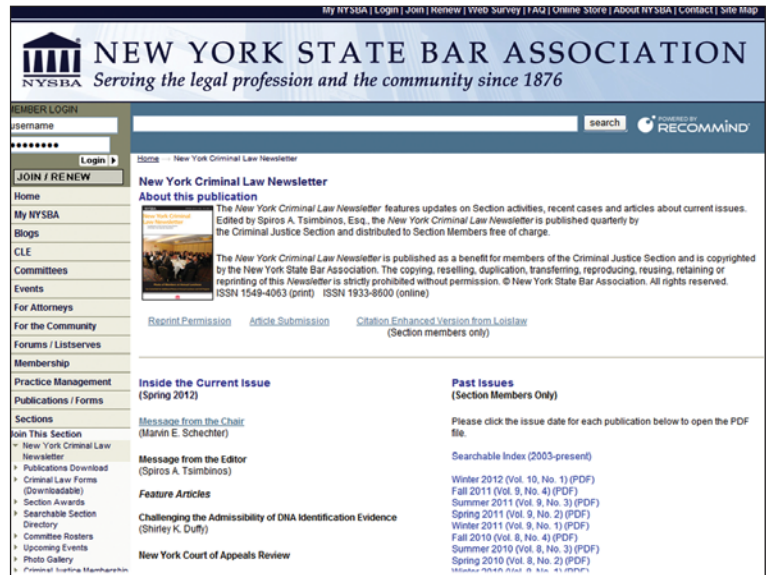 My NYSBA | Login | Join | Renew | Web Survey | FAQ | Online Store | About NYSBA | Contact | Site Map
NYSBA
NEW YORK STATE BAR ASSOCIATION
Serving the legal profession and the community since 1876
MEMBER LOGIN
username
Login
JOIN / RENEW
Home
My NYSBA
Blogs
CLE
Committees
Events
For Attorneys
For the Community
Forums / Listserves
Membership
Practice Management
Publications / Forms
Sections
Join This Section
New York Criminal Law
Newsletter
Publications Download
Criminal Law Forms
(Downloadable)
Section Awards
Searchable Section
Directory
Committee Rosters
Upcoming Events
Photo Gallery
Criminal Justice Membership
search
POWERED BY
RECOMMIND
Home → New York Criminal Law Newsletter
New York Criminal Law Newsletter
About this publication
New York Criminal
Law Newsletter
The New York Criminal Law Newsletter features updates on Section activities, recent cases and articles about current issues.
Edited by Spiros A. Tsimbinos, Esq., the New York Criminal Law Newsletter is published quarterly by
the Criminal Justice Section and distributed to Section Members free of charge.
The New York Criminal Law Newsletter is published as a benefit for members of the Criminal Justice Section and is copyrighted
by the New York State Bar Association. The copying, reselling, duplication, transferring, reproducing, reusing, retaining or
reprinting of this Newsletter is strictly prohibited without permission. © New York State Bar Association. All rights reserved.
ISSN 1549-4063 (print) ISSN 1933-8600 (online)
Reprint Permission Article Submission Citation Enhanced Version from Loislaw
(Section members only)
Inside the Current Issue
(Spring 2012)
Message from the Chair
(Marvin E. Schechter)
Message from the Editor
(Spiros A. Tsimbinos)
Feature Articles
Challenging the Admissibility of DNA Identification Evidence
(Shirley K. Duffy)
New York Court of Appeals Review
Past Issues
(Section Members Only)
Please click the issue date for each publication below to open the PDF
file.
Searchable Index (2003-present)
Winter 2012 (Vol. 10, No. 1) (PDF)
Fall 2011 (Vol. 9, No. 4) (PDF)
Summer 2011 (Vol. 9, No. 3) (PDF)
Spring 2011 (Vol. 9, No. 2) (PDF)
Winter 2011 (Vol. 9, No. 1) (PDF)
Fall 2010 (Vol. 8, No. 4) (PDF)
Summer 2010 (Vol. 8, No. 3) (PDF)
Spring 2010 (Vol. 8, No. 2) (PDF)
Winter 2010 (Vol. 8, No. 1) (PDF)